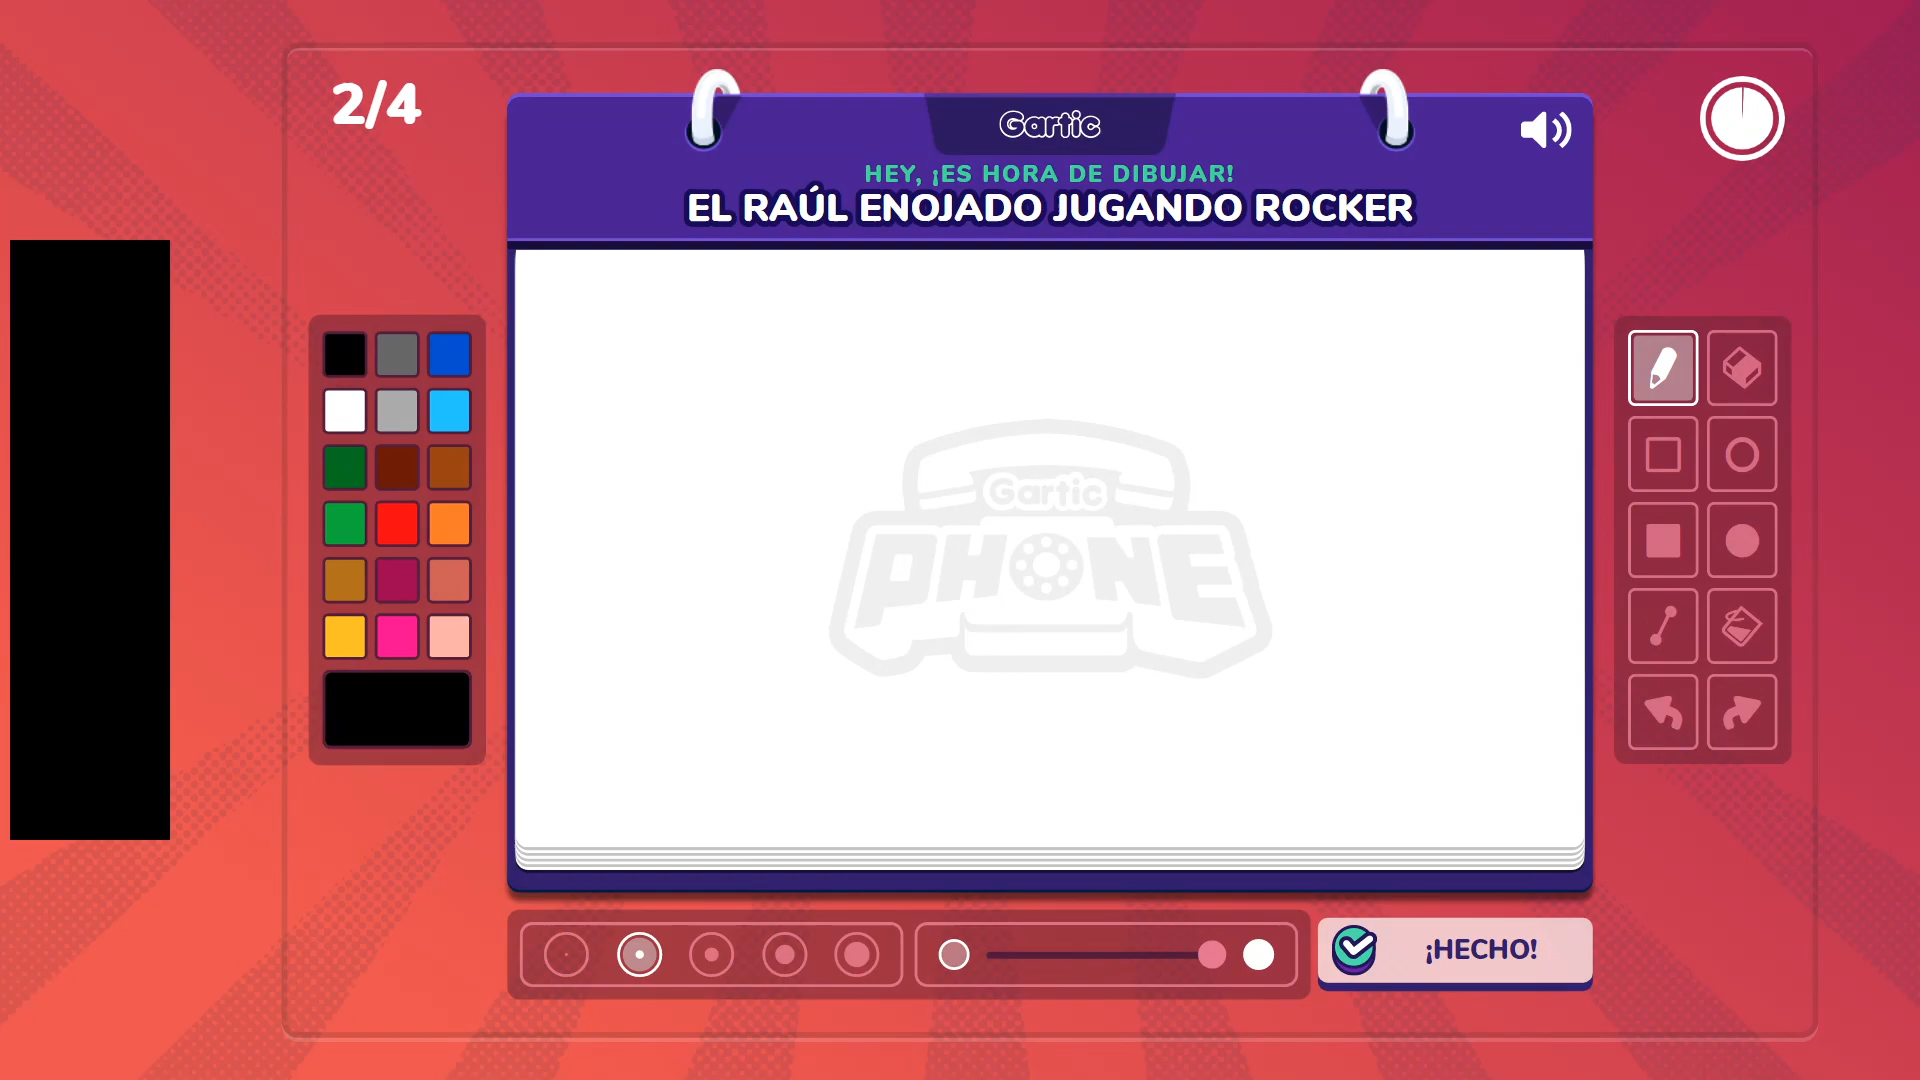 2/4
Gartic
HEY, ¡ES HORA DE DIBUJAR!
EL RAÚL ENOJADO JUGANDO ROCKER
Gartic
PHONE
¡HECHO!